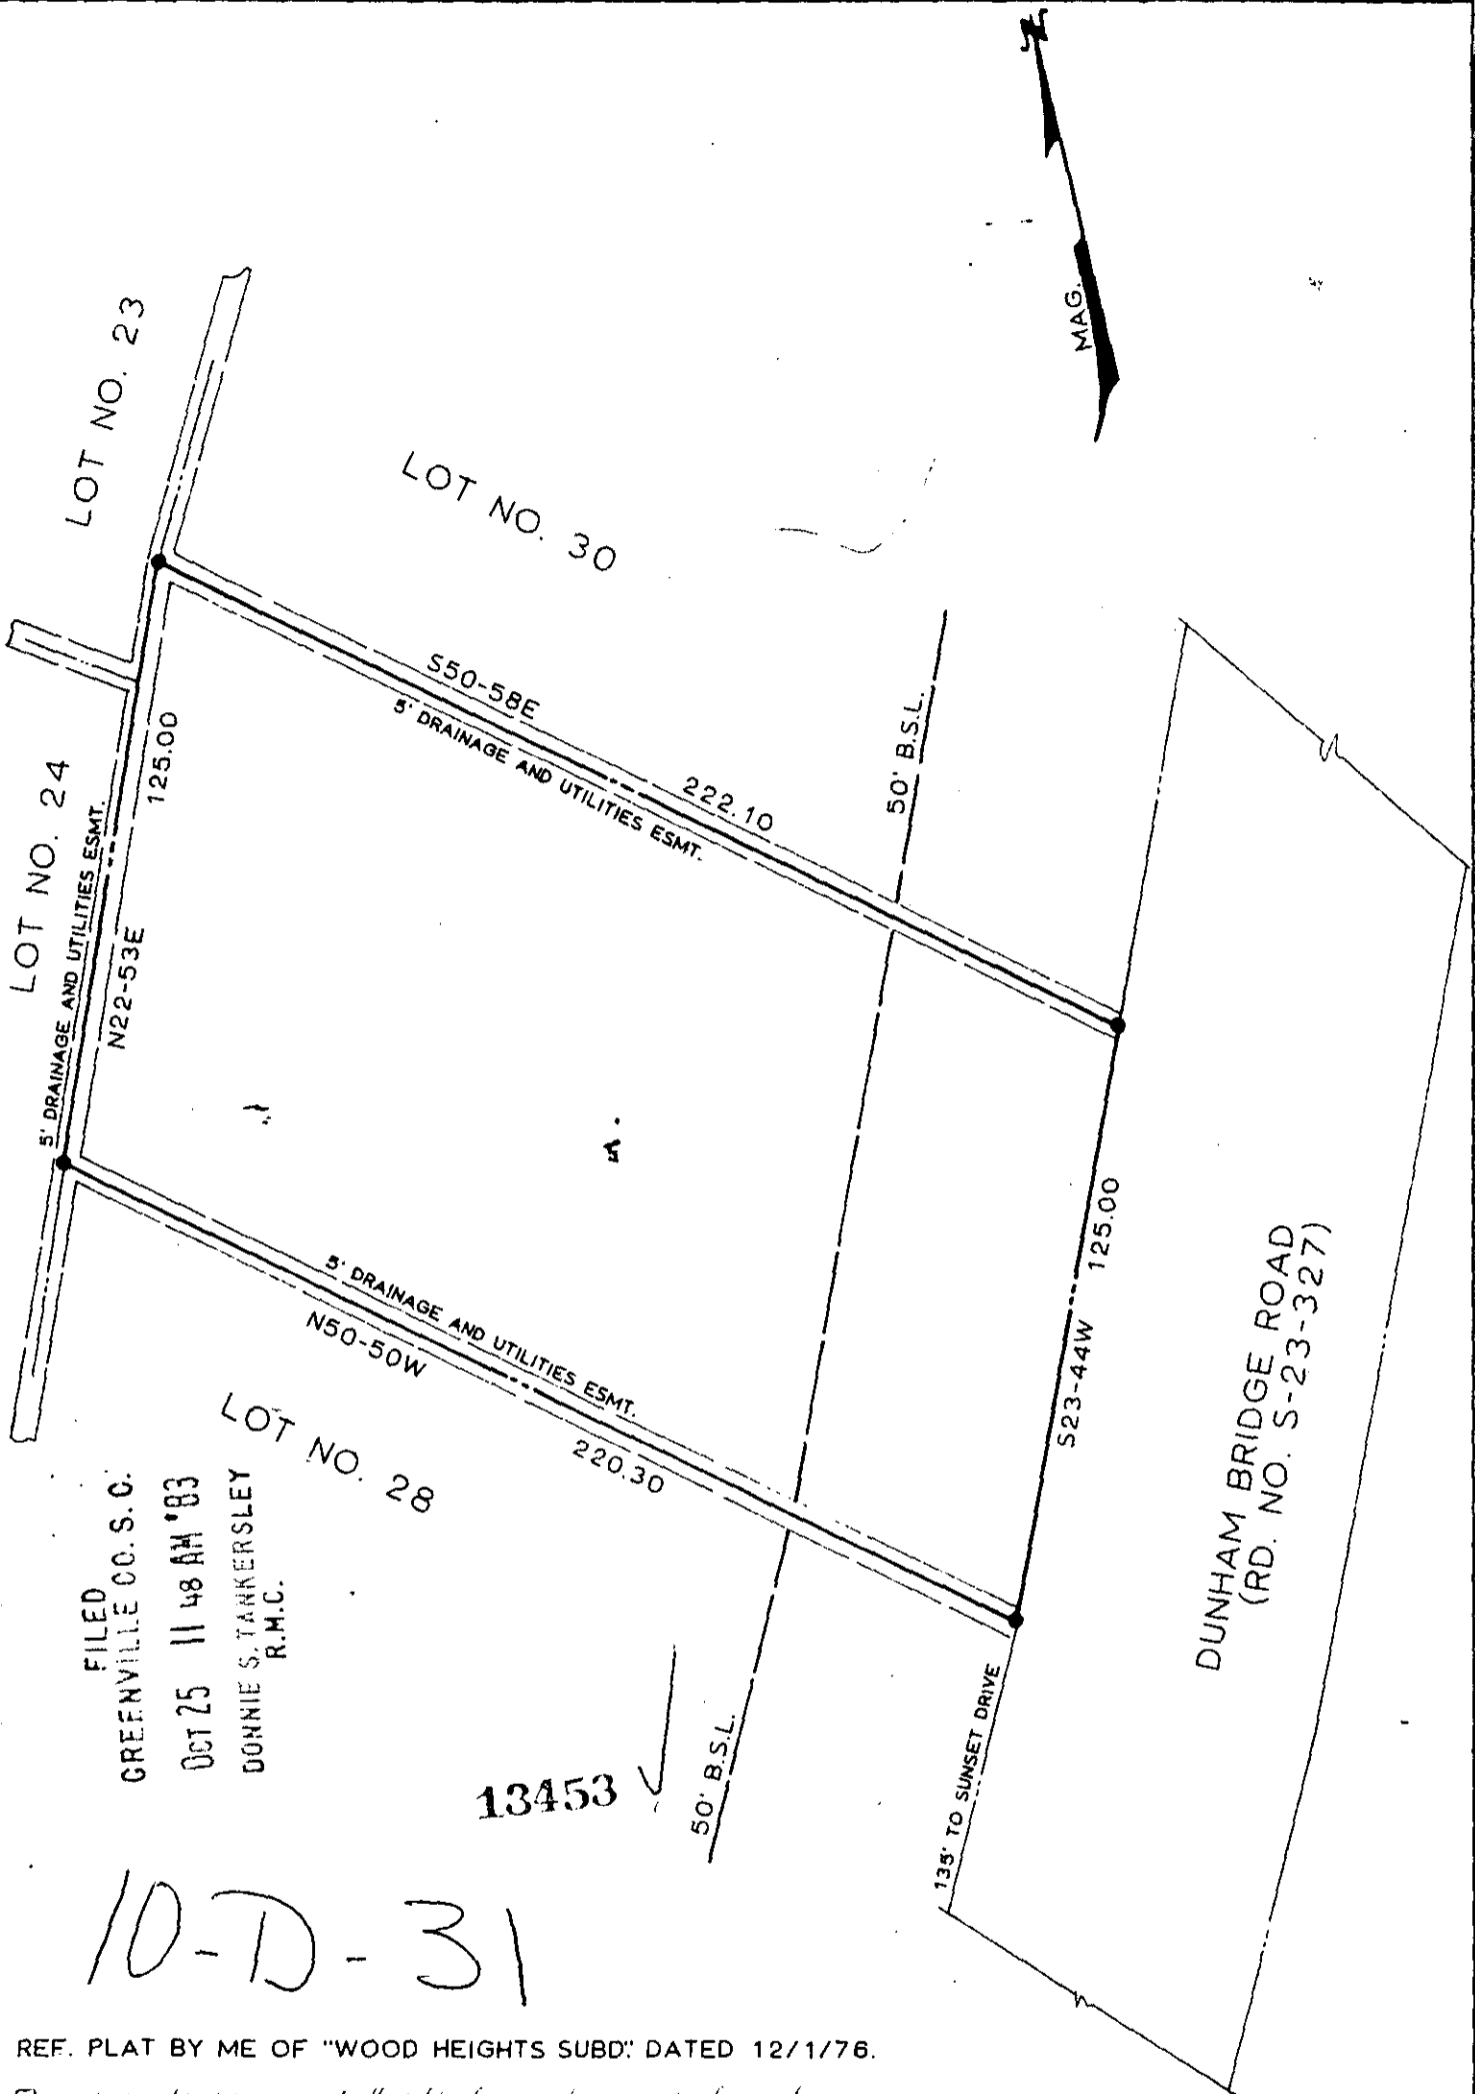 N
MAG.
LOT NO. 23
LOT NO. 30
LOT NO. 24
5' DRAINAGE AND UTILITIES ESMT.
N22-53E
125.00
S50-58E
222.10
5' DRAINAGE AND UTILITIES ESMT.
50' B.S.L.
5' DRAINAGE AND UTILITIES ESMT.
N50-50W
220.30
LOT NO. 28
S23-44W 125.00
DUNHAM BRIDGE ROAD
(RD. NO. S-23-327)
135' TO SUNSET DRIVE
50' B.S.L.
FILED
GREENVILLE CO. S. C.
OCT 25 11 48 AM '83
DONNIE S. TANKERSLEY
R.M.C.
13453
10-D-31
REF. PLAT BY ME OF "WOOD HEIGHTS SUBD." DATED 12/1/76.